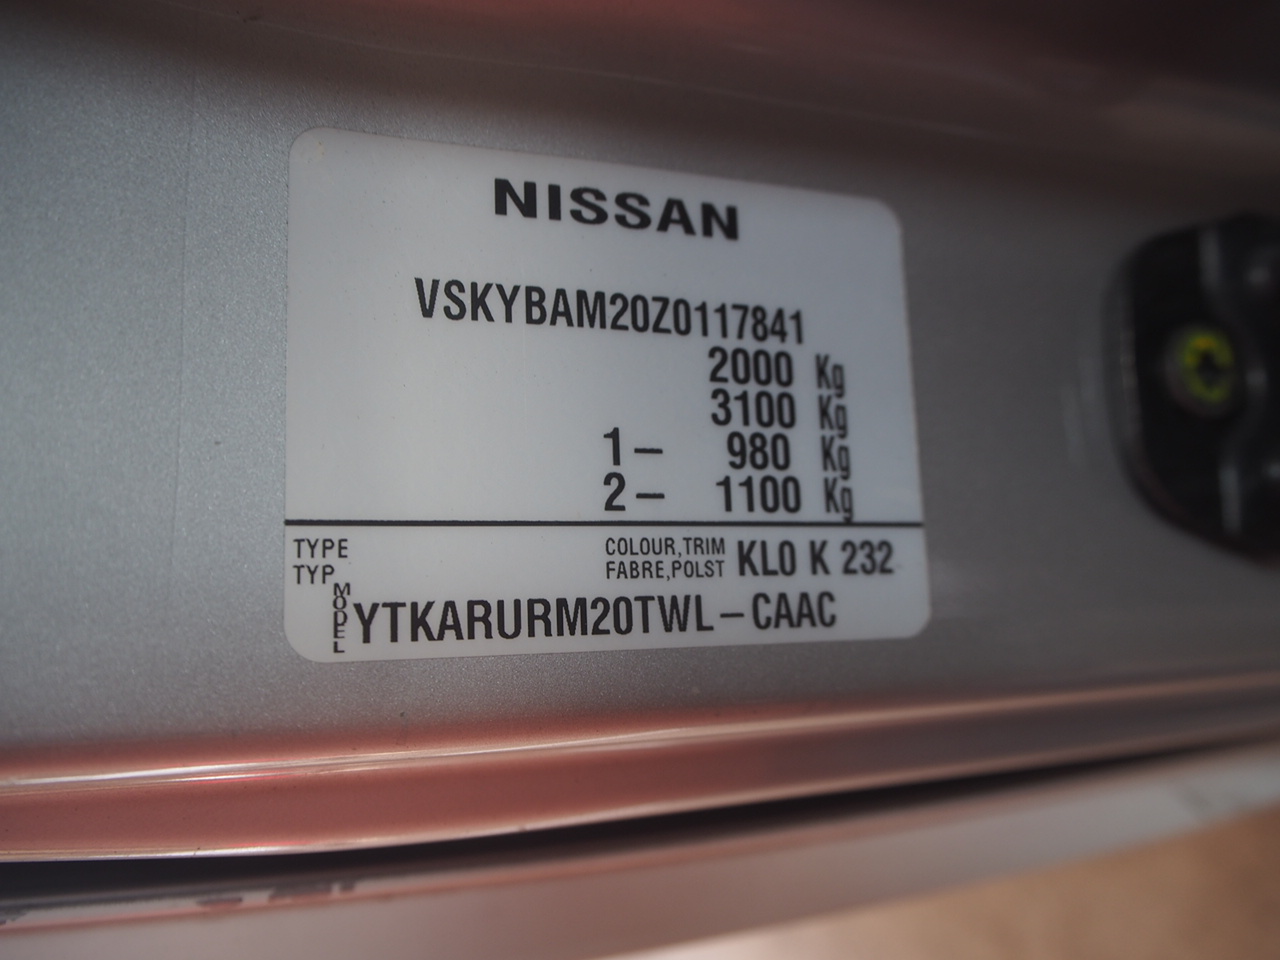 NISSAN
VSKYBAM20Z0117841
2000 Kg
3100 Kg
1- 980 Kg
2- 1100 Kg
TYPE COLOUR,TRIM KL0 K 232
TYP FABRE,POLST
MODEL YTKARURM20TWL-CAAC